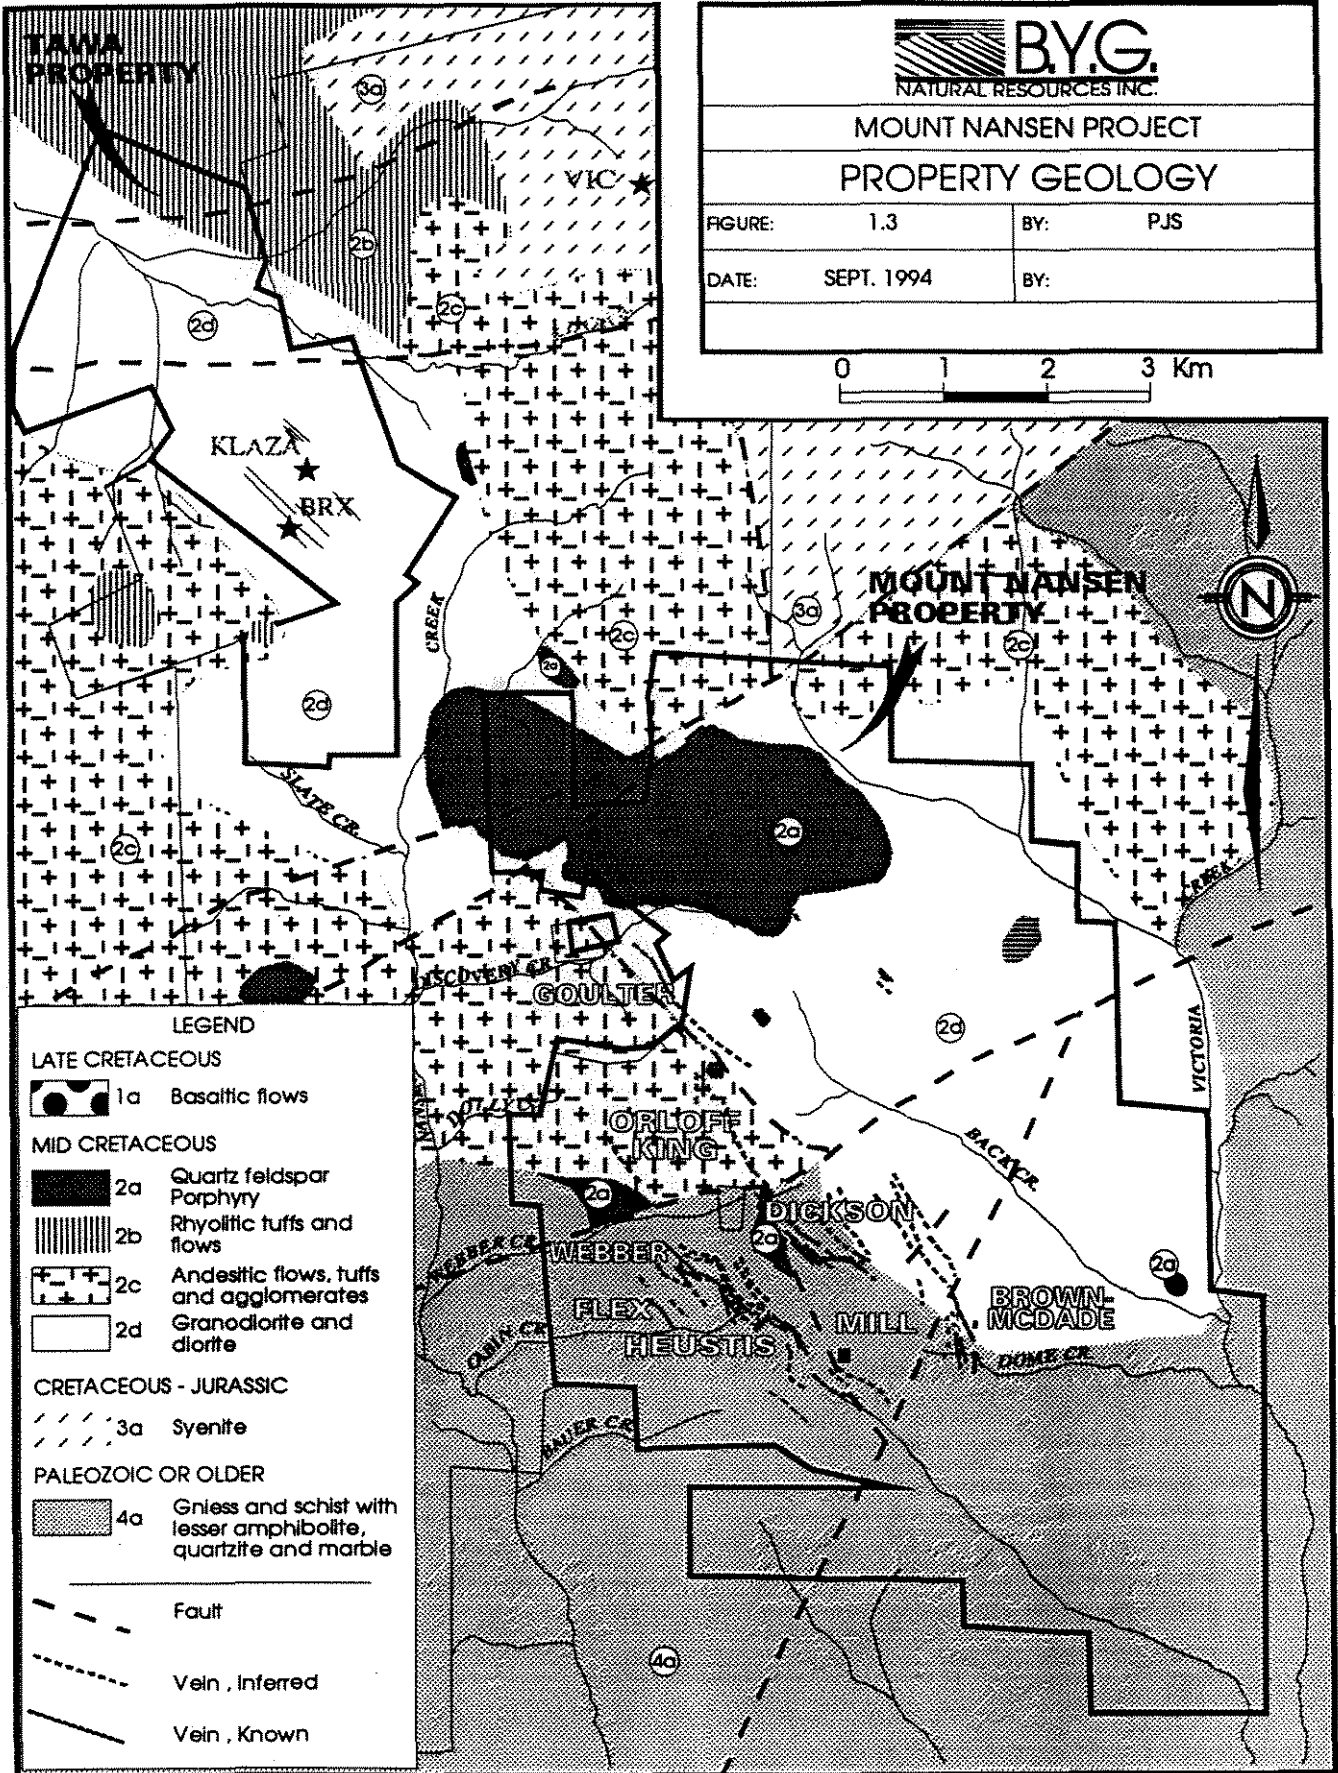 TAWA
PROPERTY
B.Y.G.
NATURAL RESOURCES INC.
MOUNT NANSEN PROJECT
PROPERTY GEOLOGY
FIGURE: 1.3 BY: PJS
DATE: SEPT. 1994 BY:
0 1 2 3 Km
3a
VIC
2b
2c
2d
KLAZA
BRX
CREEK
MOUNT NANSEN
PROPERTY
N
3a
2c
2c
2a
2d
SLATE CR.
2a
2c
CREEK
DISCOVERY CR.
GOULTER
2d
VICTORIA
NANSEN
ORLOFF
KING
BACK CR.
2a
DICKSON
2a
WEBBER CR.
WEBBER
2a
FLEX
BROWN-
MCDADE
MILL
HEUSTIS
CABIN CR.
DOME CR.
BAUER CR.
4a
LEGEND
LATE CRETACEOUS
1a Basaltic flows
MID CRETACEOUS
2a Quartz feldspar
Porphyry
2b Rhyolitic tuffs and
flows
2c Andesitic flows, tuffs
and agglomerates
2d Granodiorite and
diorite
CRETACEOUS - JURASSIC
3a Syenite
PALEOZOIC OR OLDER
4a Gniess and schist with
lesser amphibolite,
quartzite and marble
Fault
Vein , Inferred
Vein , Known